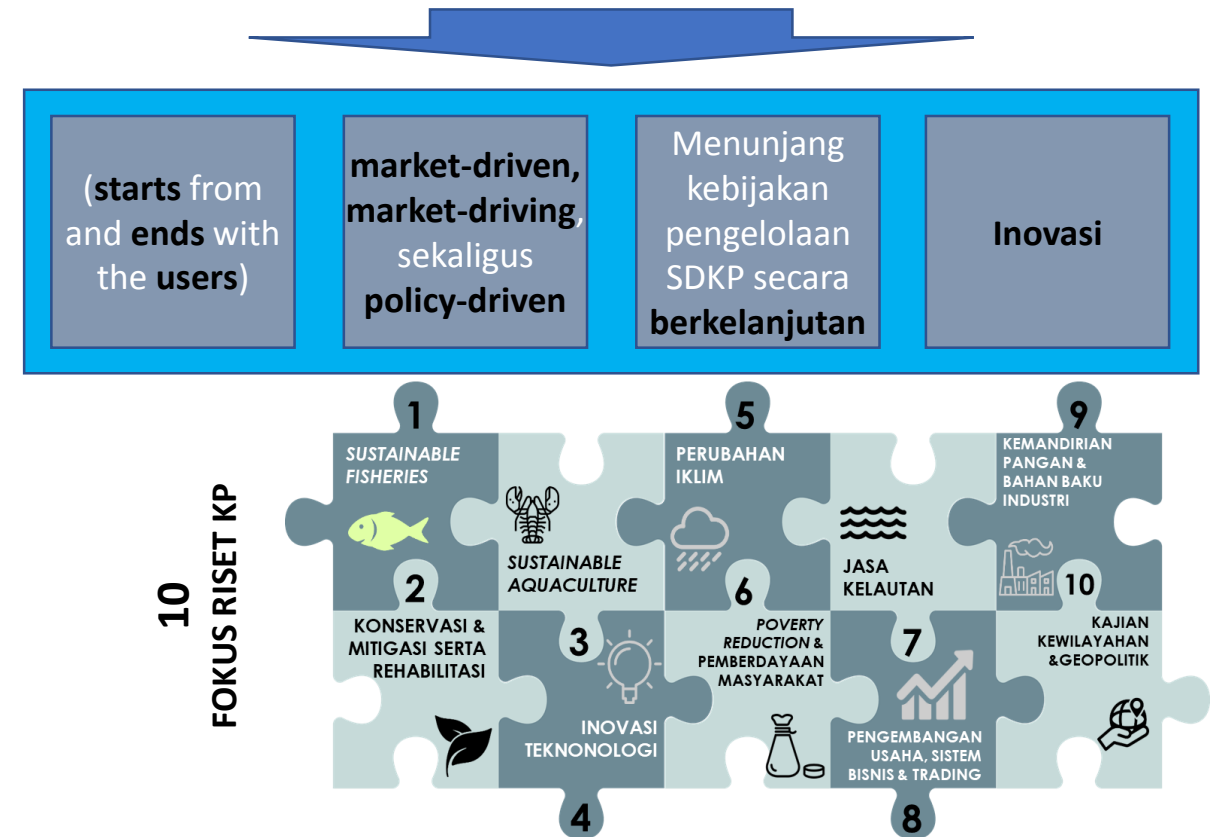 (starts from
and ends with
the users)
market-driven,
market-driving,
sekaligus
policy-driven
Menunjang
kebijakan
pengelolaan
SDKP secara
berkelanjutan
Inovasi
10
FOKUS RISET KP
1
SUSTAINABLE
FISHERIES
2
KONSERVASI &
MITIGASI SERTA
REHABILITASI
SUSTAINABLE
AQUACULTURE
3
INOVASI
TEKNONOLOGI
4
5
PERUBAHAN
IKLIM
6
POVERTY
REDUCTION &
PEMBERDAYAAN
MASYARAKAT
JASA
KELAUTAN
7
PENGEMBANGAN
USAHA, SISTEM
BISNIS & TRADING
8
9
KEMANDIRIAN
PANGAN &
BAHAN BAKU
INDUSTRI
10
KAJIAN
KEWILAYAHAN
&GEOPOLITIK